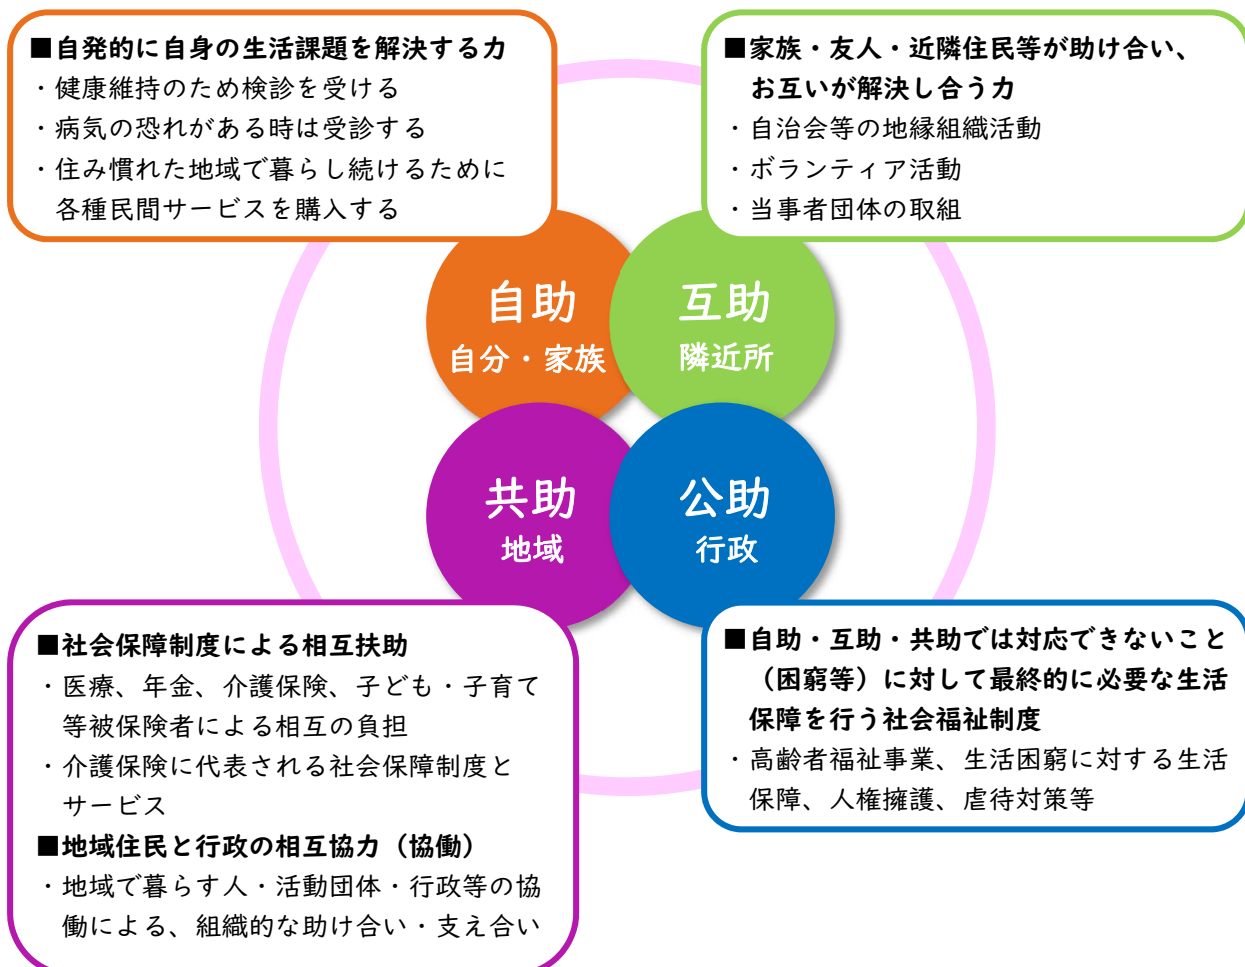 ■自発的に自身の生活課題を解決する力
・健康維持のため検診を受ける
・病気の恐れがある時は受診する
・住み慣れた地域で暮らし続けるために
各種民間サービスを購入する
■家族・友人・近隣住民等が助け合い、
お互いが解決し合う力
・自治会等の地縁組織活動
・ボランティア活動
・当事者団体の取組
自助
自分・家族
互助
隣近所
共助
地域
公助
行政
■社会保障制度による相互扶助
・医療、年金、介護保険、子ども・子育て
等被保険者による相互の負担
・介護保険に代表される社会保障制度と
サービス
■地域住民と行政の相互協力（協働）
・地域で暮らす人・活動団体・行政等の協
働による、組織的な助け合い・支え合い
■自助・互助・共助では対応できないこと
（困窮等）に対して最終的に必要な生活
保障を行う社会福祉制度
・高齢者福祉事業、生活困窮に対する生活
保障、人権擁護、虐待対策等